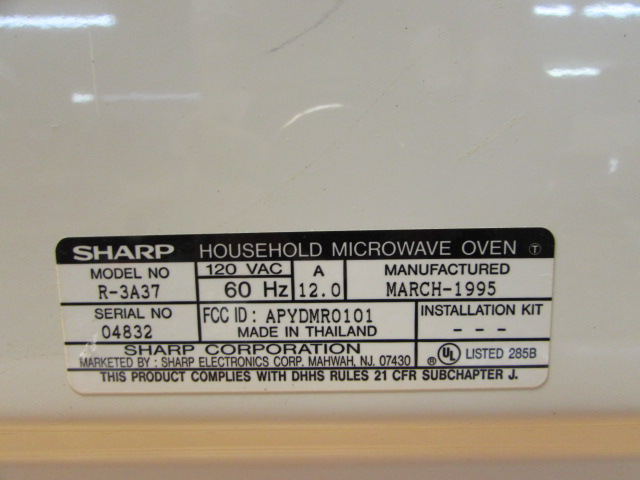 SHARP HOUSEHOLD MICROWAVE OVEN T
MODEL NO
R-3A37
120 VAC
60 Hz
A
12.0
MANUFACTURED
MARCH-1995
SERIAL NO
04832
FCC ID : APYDMR0101
MADE IN THAILAND
INSTALLATION KIT
- - -
SHARP CORPORATION
MARKETED BY : SHARP ELECTRONICS CORP. MAHWAH, NJ. 07430
® UL LISTED 285B
THIS PRODUCT COMPLIES WITH DHHS RULES 21 CFR SUBCHAPTER J.